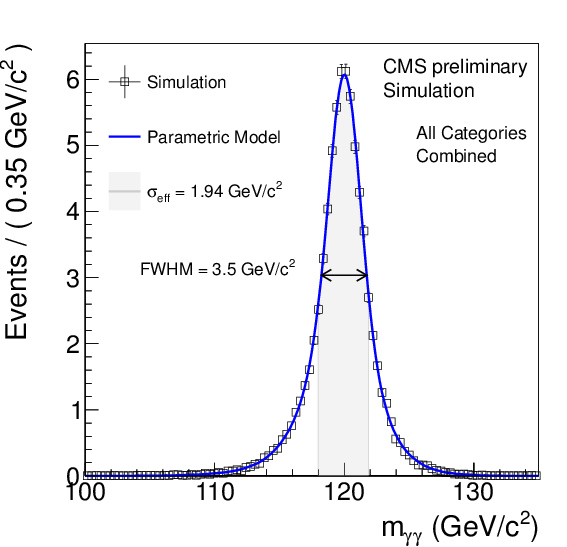 CMS preliminary
Simulation
All Categories
Combined
Simulation
Parametric Model
σeff = 1.94 GeV/c²
FWHM = 3.5 GeV/c²
Events / ( 0.35 GeV/c² )
6
5
4
3
2
1
0
100
110
120
130
mγγ (GeV/c²)